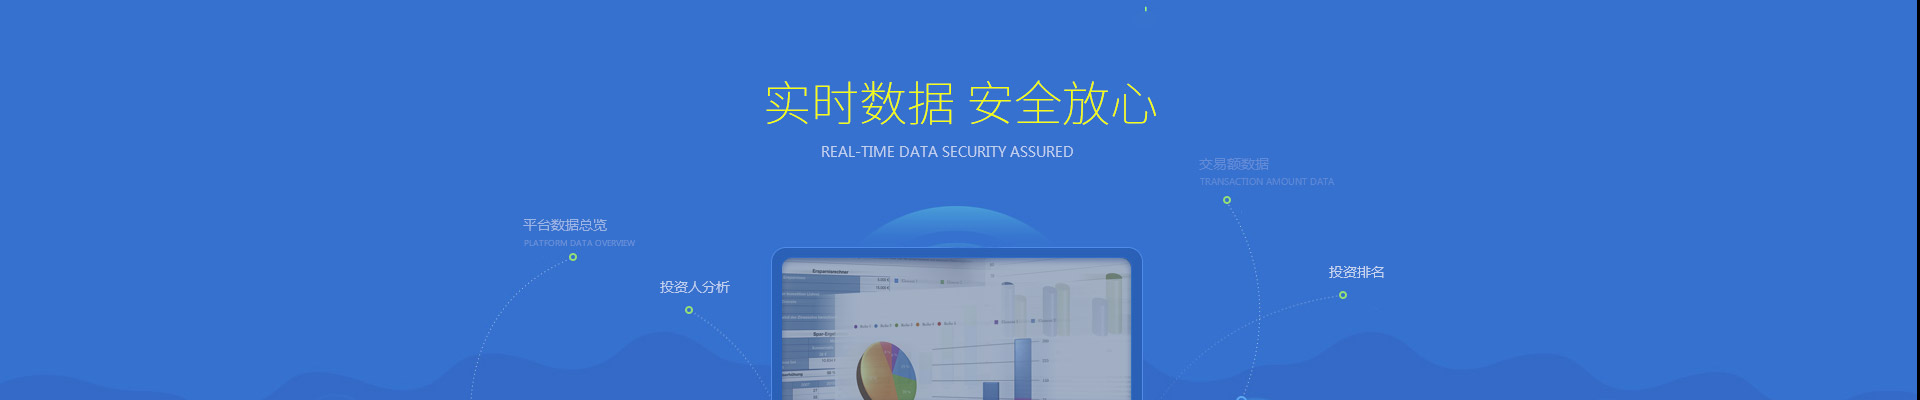 实时数据 安全放心
REAL-TIME DATA SECURITY ASSURED
交易额数据
TRANSACTION AMOUNT DATA
平台数据总览
PLATFORM DATA OVERVIEW
投资排名
投资人分析